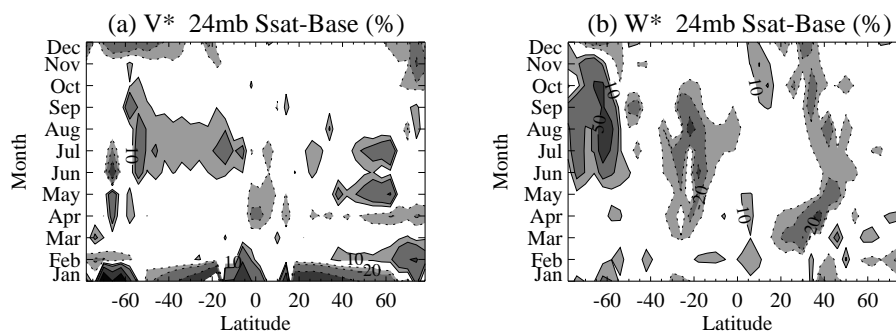 (a) V* 24mb Ssat-Base (%)
Month
Dec
Nov
Oct
Sep
Aug
Jul
Jun
May
Apr
Mar
Feb
Jan
10
10
10
20
-60 -40 -20 0 20 40 60
Latitude
(b) W* 24mb Ssat-Base (%)
Month
Dec
Nov
Oct
Sep
Aug
Jul
Jun
May
Apr
Mar
Feb
Jan
10
50
10
20
10
20
-60 -40 -20 0 20 40 60
Latitude